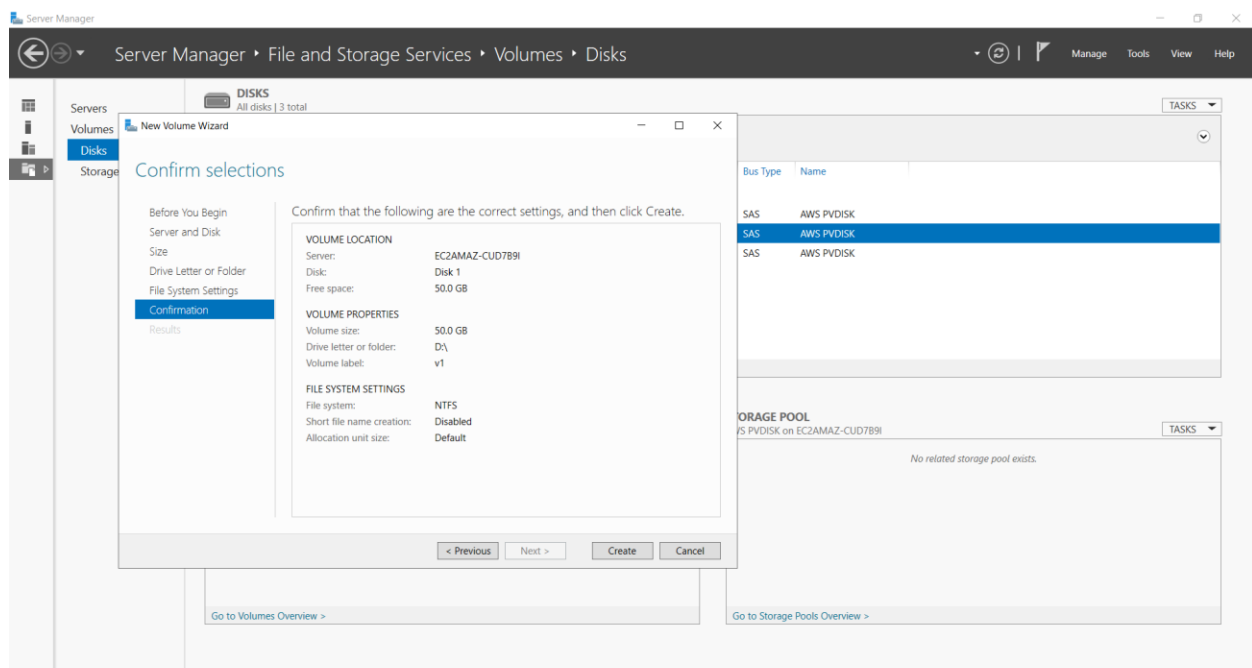 Server Manager
Server Manager ‣ File and Storage Services ‣ Volumes ‣ Disks
Manage Tools View Help
Servers
Volumes
Disks
Storage
DISKS
All disks | 3 total
TASKS
New Volume Wizard
Confirm selections
Before You Begin
Server and Disk
Size
Drive Letter or Folder
File System Settings
Confirmation
Results
Confirm that the following are the correct settings, and then click Create.
VOLUME LOCATION
Server: EC2AMAZ-CUD7B9I
Disk: Disk 1
Free space: 50.0 GB
VOLUME PROPERTIES
Volume size: 50.0 GB
Drive letter or folder: D:\
Volume label: v1
FILE SYSTEM SETTINGS
File system: NTFS
Short file name creation: Disabled
Allocation unit size: Default
< Previous Next > Create Cancel
Bus Type Name
SAS AWS PVDISK
SAS AWS PVDISK
SAS AWS PVDISK
ORAGE POOL
S PVDISK on EC2AMAZ-CUD7B9I
TASKS
No related storage pool exists.
Go to Volumes Overview >
Go to Storage Pools Overview >